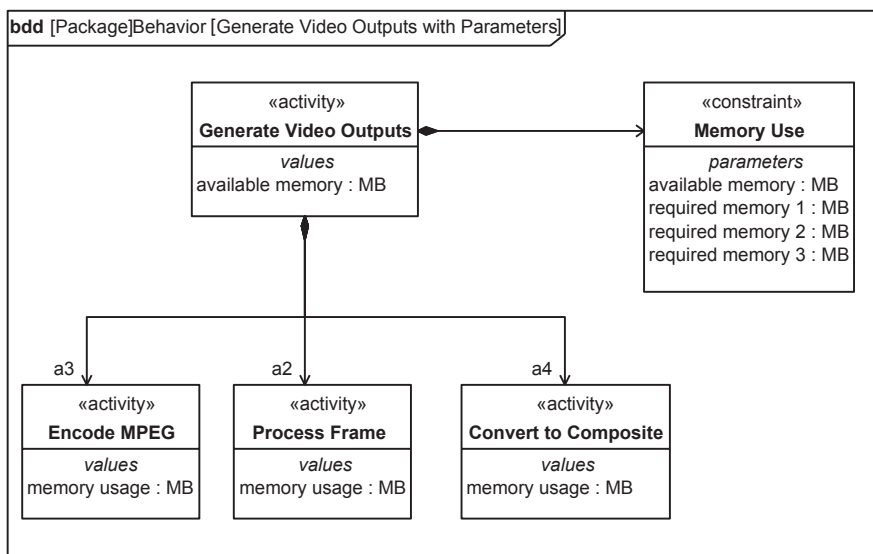 bdd [Package]Behavior [Generate Video Outputs with Parameters]
«activity»
Generate Video Outputs
values
available memory : MB
«constraint»
Memory Use
parameters
available memory : MB
required memory 1 : MB
required memory 2 : MB
required memory 3 : MB
a3
a2
a4
«activity»
Encode MPEG
values
memory usage : MB
«activity»
Process Frame
values
memory usage : MB
«activity»
Convert to Composite
values
memory usage : MB